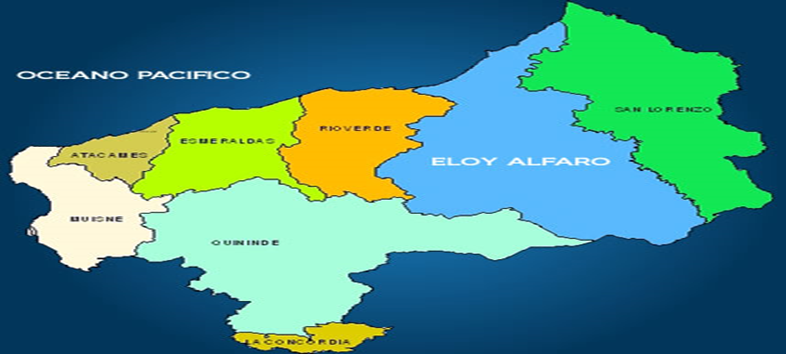 OCEANO PACIFICO
SAN LORENZO
RIOVERDE
ESMERALDAS
ATACAMES
ELOY ALFARO
MUISNE
QUININDE
LA CONCORDIA